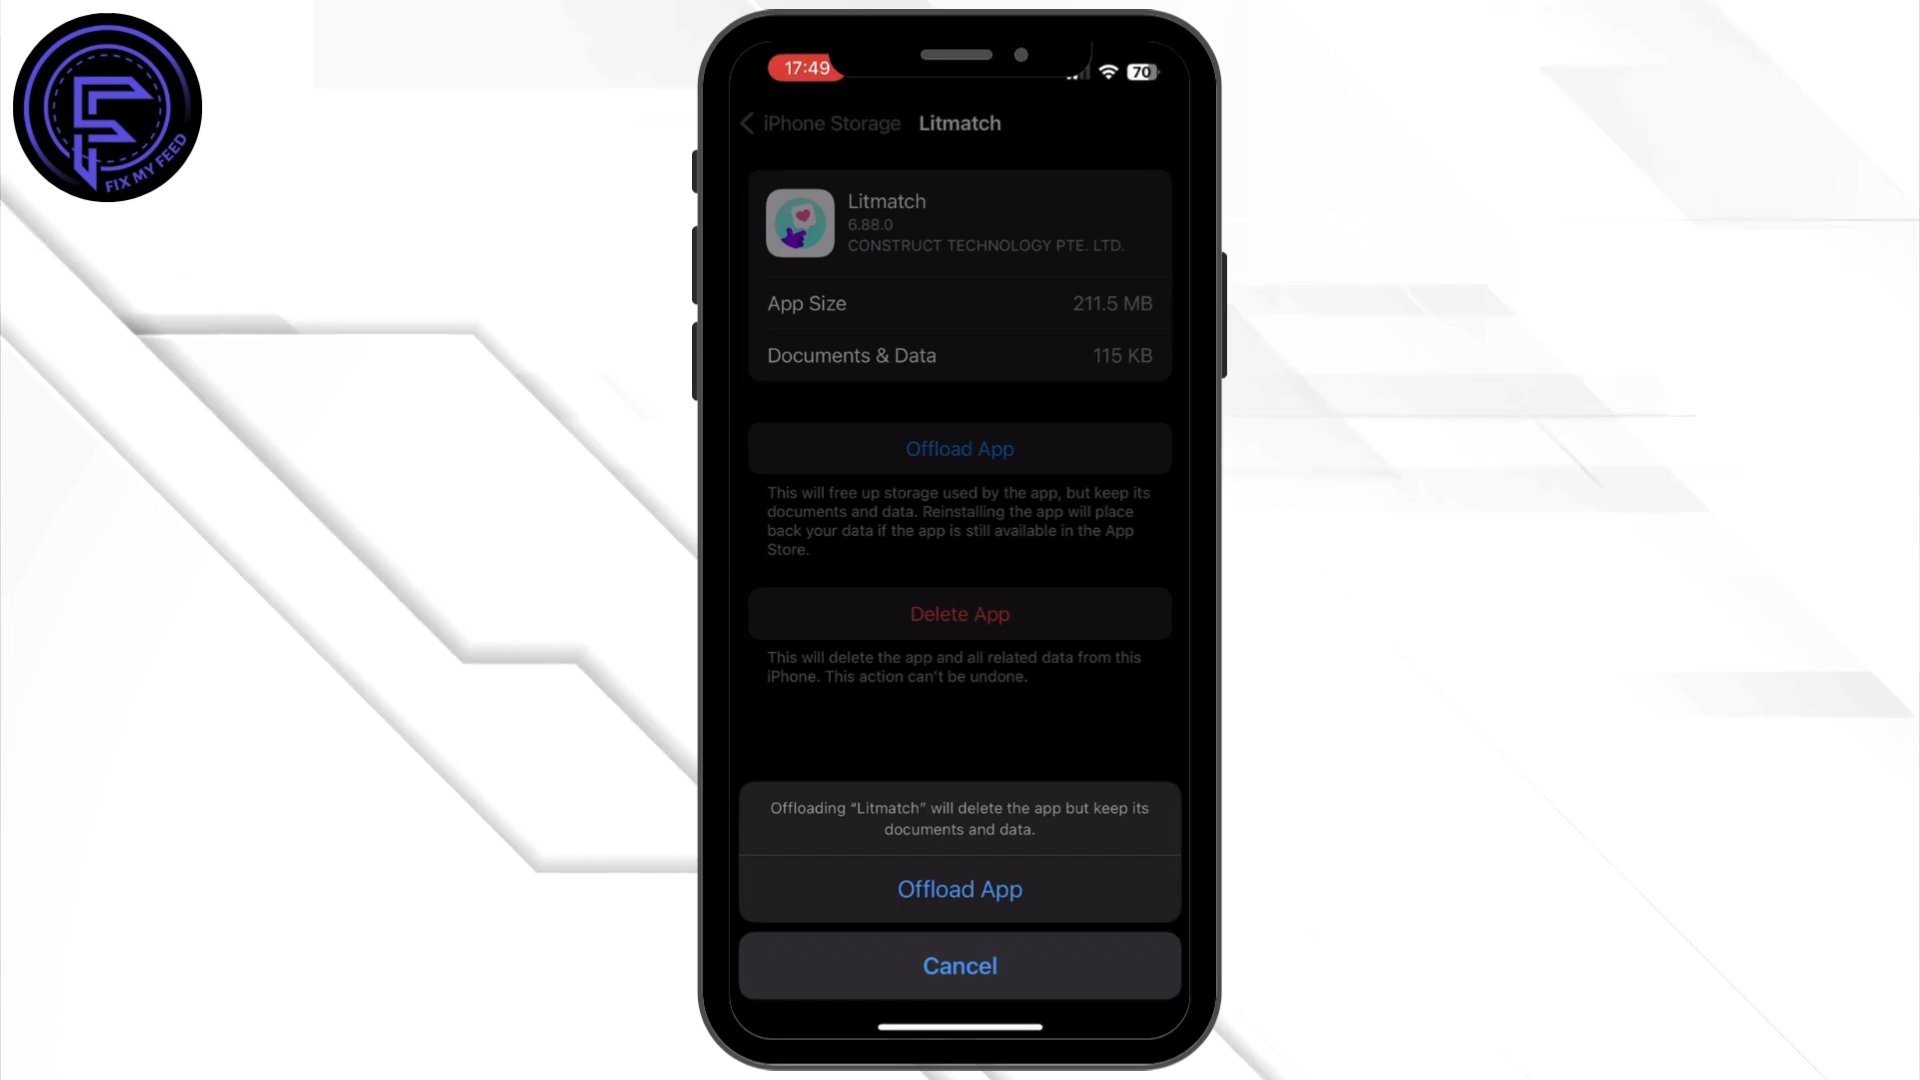 FIX MY FEED
17:49
70
iPhone Storage
Litmatch
Litmatch
6.88.0
CONSTRUCT TECHNOLOGY PTE. LTD.
App Size
211.5 MB
Documents & Data
115 KB
Offload App
This will free up storage used by the app, but keep its
documents and data. Reinstalling the app will place
back your data if the app is still available in the App
Store.
Delete App
This will delete the app and all related data from this
iPhone. This action can't be undone.
Offloading “Litmatch” will delete the app but keep its
documents and data.
Offload App
Cancel